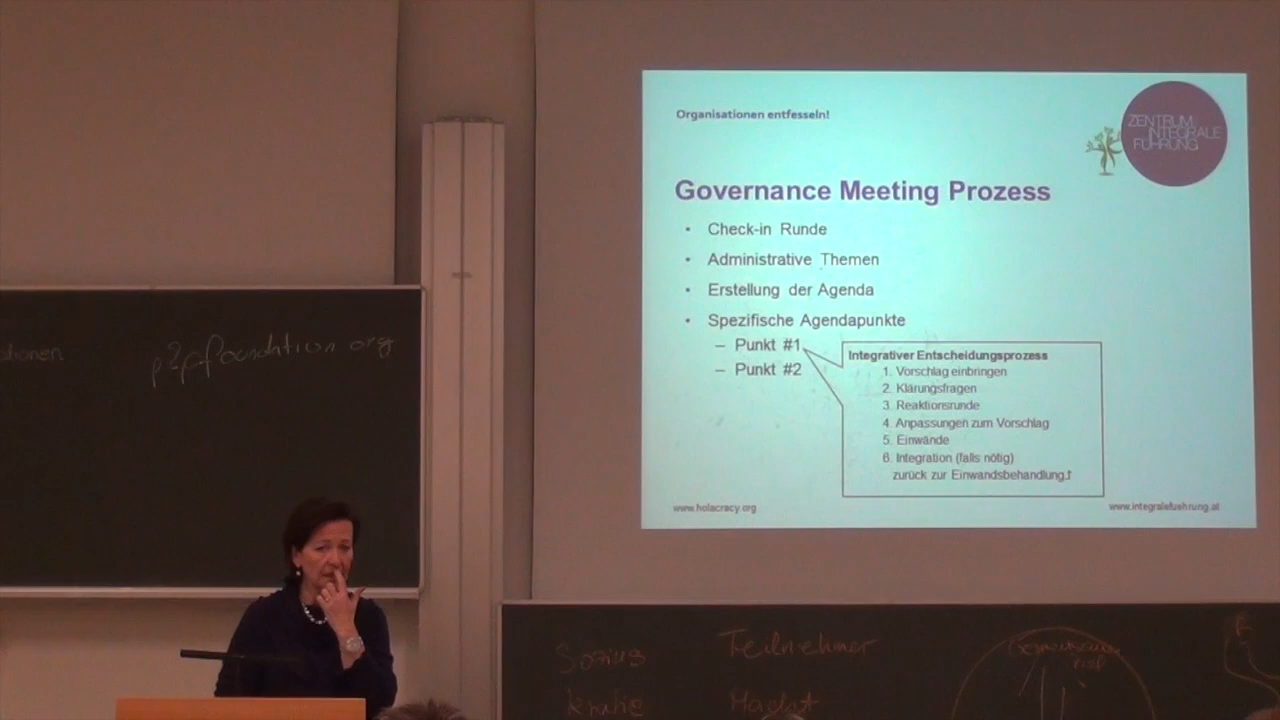 p2pfoundation org
Organisationen entfesseln!
ZENTRUM
INTEGRALE
FÜHRUNG
Governance Meeting Prozess
• Check-in Runde
• Administrative Themen
• Erstellung der Agenda
• Spezifische Agendapunkte
– Punkt #1
– Punkt #2
Integrativer Entscheidungsprozess
1. Vorschlag einbringen
2. Klärungsfragen
3. Reaktionsrunde
4. Anpassungen zum Vorschlag
5. Einwände
6. Integration (falls nötig)
zurück zur Einwandsbehandlung↑
www.holacracy.org
www.integralefuehrung.at
Teilnehmer